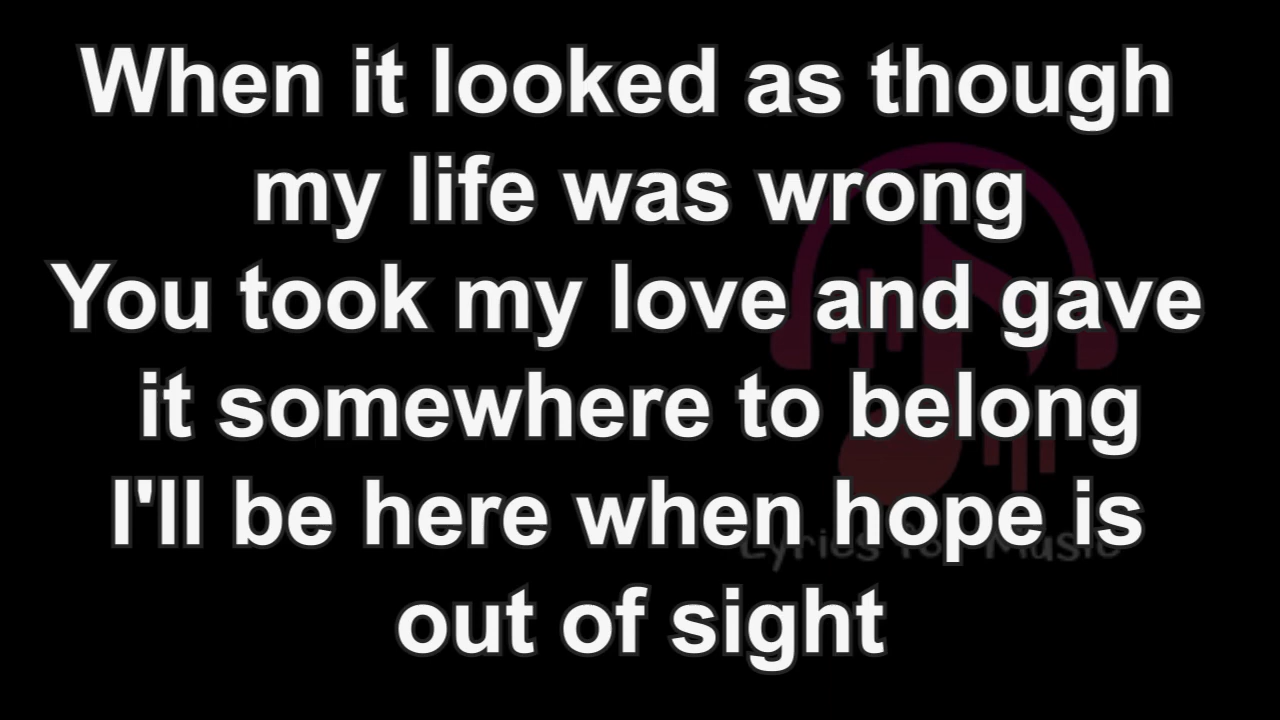 When it looked as though
my life was wrong
You took my love and gave
it somewhere to belong
I'll be here when hope is
out of sight
Lyrics for Music